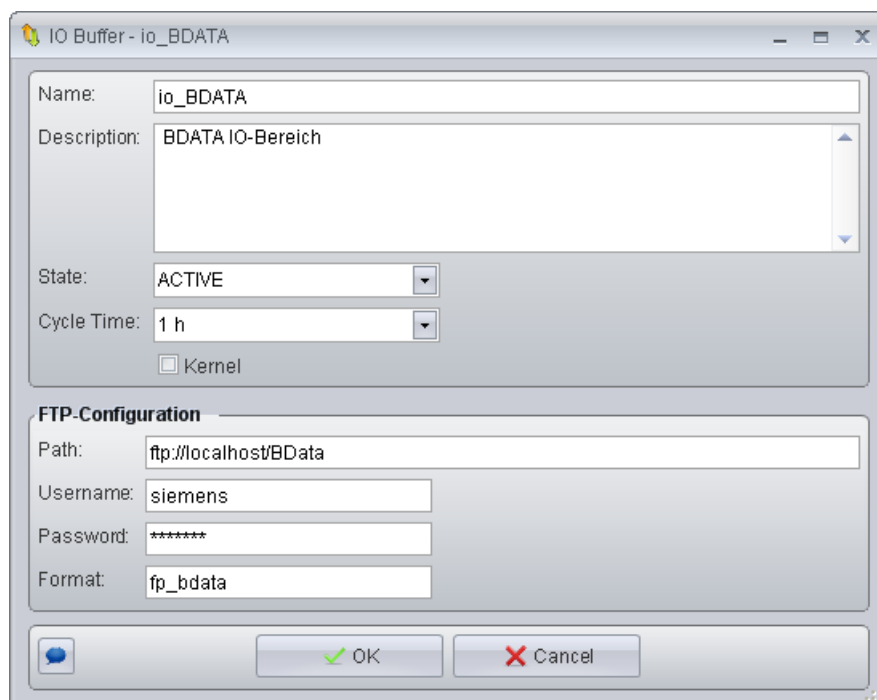 IO Buffer - io_BDATA
Name: io_BDATA
Description: BDATA IO-Bereich
State: ACTIVE
Cycle Time: 1 h
Kernel
FTP-Configuration
Path: ftp://localhost/BData
Username: siemens
Password: *******
Format: fp_bdata
OK Cancel